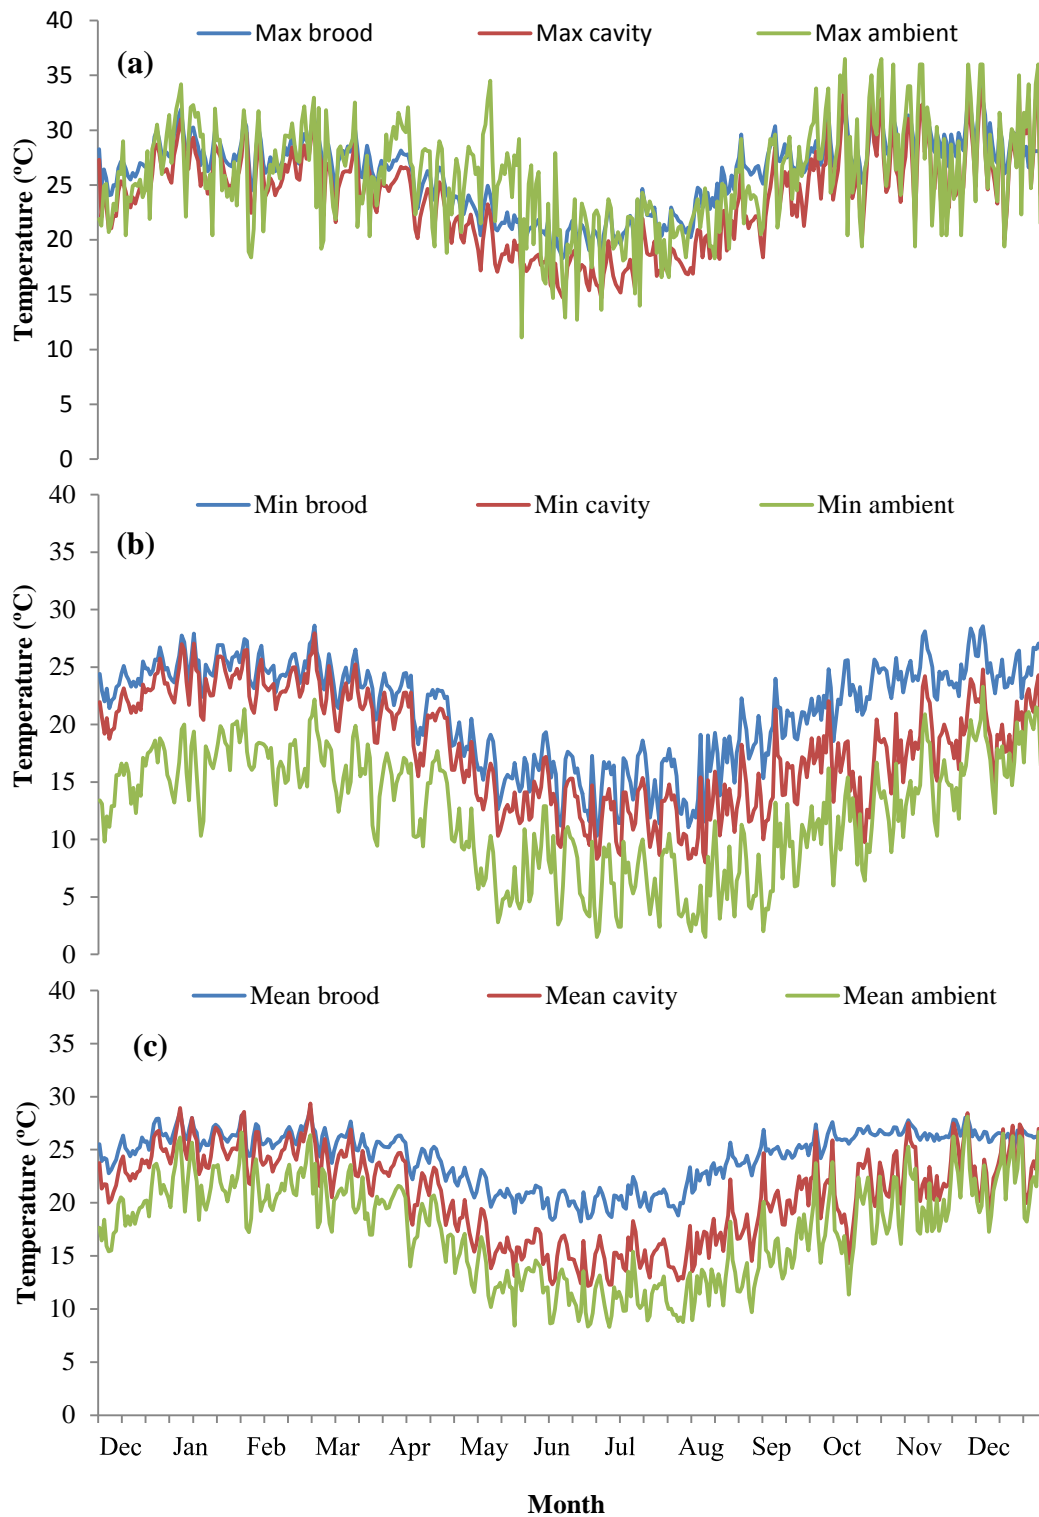 40
Max brood Max cavity Max ambient
(a)
35
30
25
20
15
10
5
0
Temperature (ºC)
40
Min brood Min cavity Min ambient
(b)
35
30
25
20
15
10
5
0
Temperature (ºC)
40
Mean brood Mean cavity Mean ambient
(c)
35
30
25
20
15
10
5
0
Temperature (ºC)
Dec Jan Feb Mar Apr May Jun Jul Aug Sep Oct Nov Dec
Month